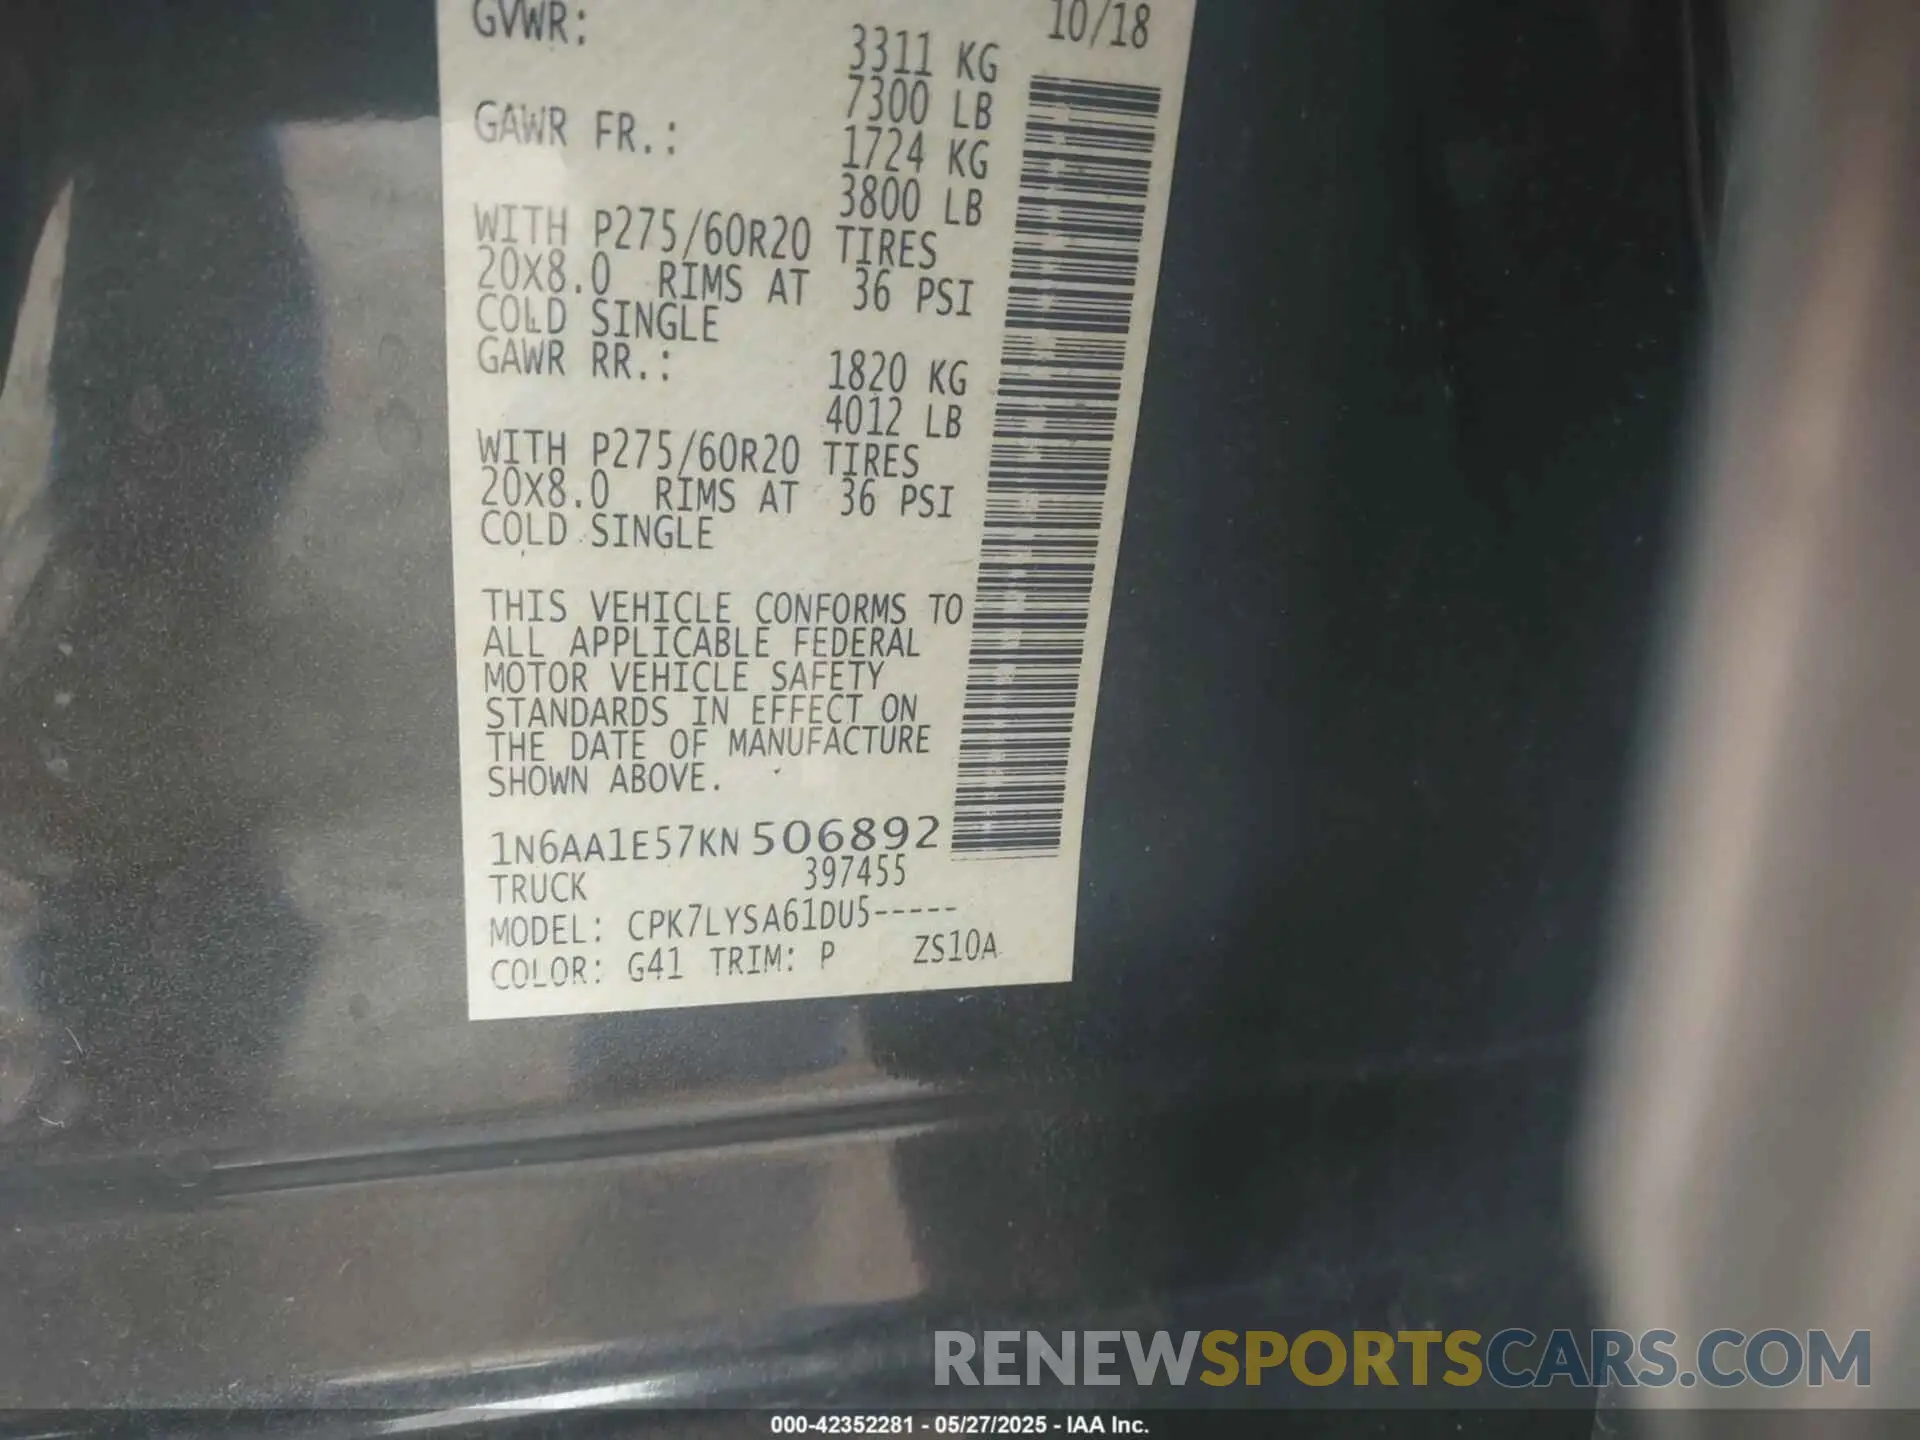 GVWR: 10/18
3311 KG
7300 LB
GAWR FR.: 1724 KG
3800 LB
WITH P275/60R20 TIRES
20X8.0 RIMS AT 36 PSI
COLD SINGLE
GAWR RR.: 1820 KG
4012 LB
WITH P275/60R20 TIRES
20X8.0 RIMS AT 36 PSI
COLD SINGLE
THIS VEHICLE CONFORMS TO
ALL APPLICABLE FEDERAL
MOTOR VEHICLE SAFETY
STANDARDS IN EFFECT ON
THE DATE OF MANUFACTURE
SHOWN ABOVE.
1N6AA1E57KN506892
TRUCK 397455
MODEL: CPK7LYSA61DU5-----
COLOR: G41 TRIM: P ZS10A
RENEWSPORTSCARS.COM
000-42352281 - 05/27/2025 - IAA Inc.